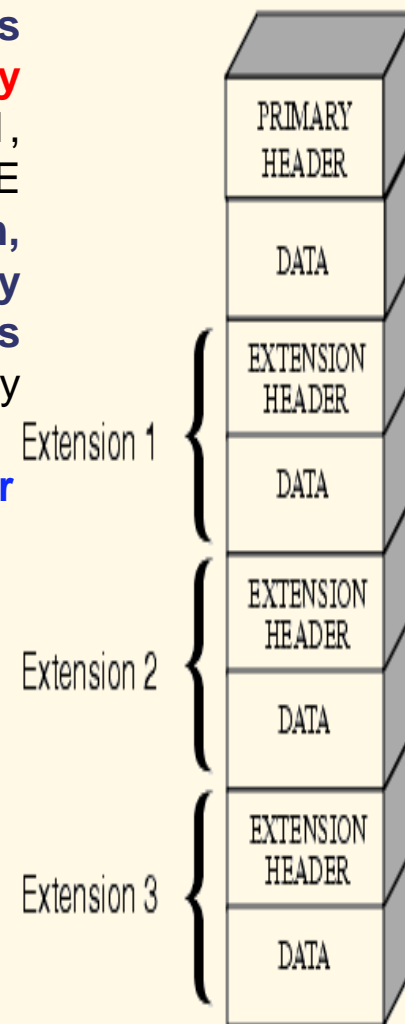 s
y
,
E
n,
y
s
y
r
PRIMARY
HEADER
DATA
Extension 1
EXTENSION
HEADER
DATA
Extension 2
EXTENSION
HEADER
DATA
Extension 3
EXTENSION
HEADER
DATA